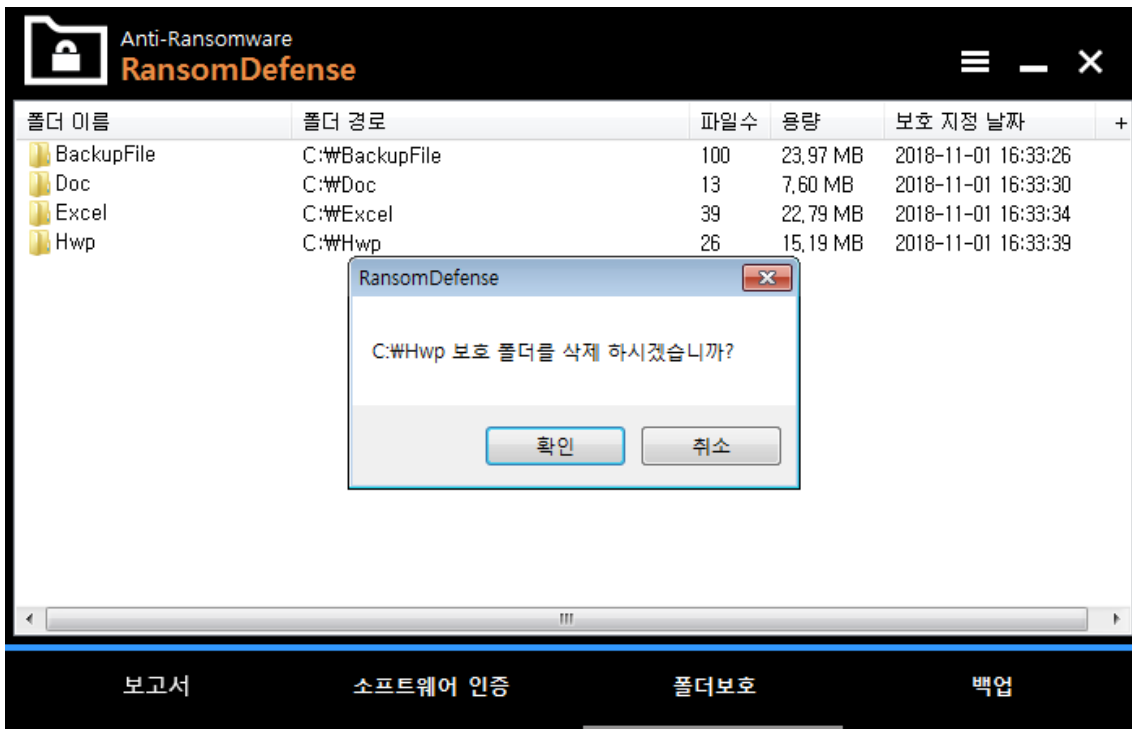 Anti-Ransomware
RansomDefense
폴더 이름 폴더 경로 파일수 용량 보호 지정 날짜 +
BackupFile C:₩BackupFile 100 23,97 MB 2018-11-01 16:33:26
Doc C:₩Doc 13 7,60 MB 2018-11-01 16:33:30
Excel C:₩Excel 39 22,79 MB 2018-11-01 16:33:34
Hwp C:₩Hwp 26 15,19 MB 2018-11-01 16:33:39
RansomDefense
C:₩Hwp 보호 폴더를 삭제 하시겠습니까?
확인 취소
보고서 소프트웨어 인증 폴더보호 백업